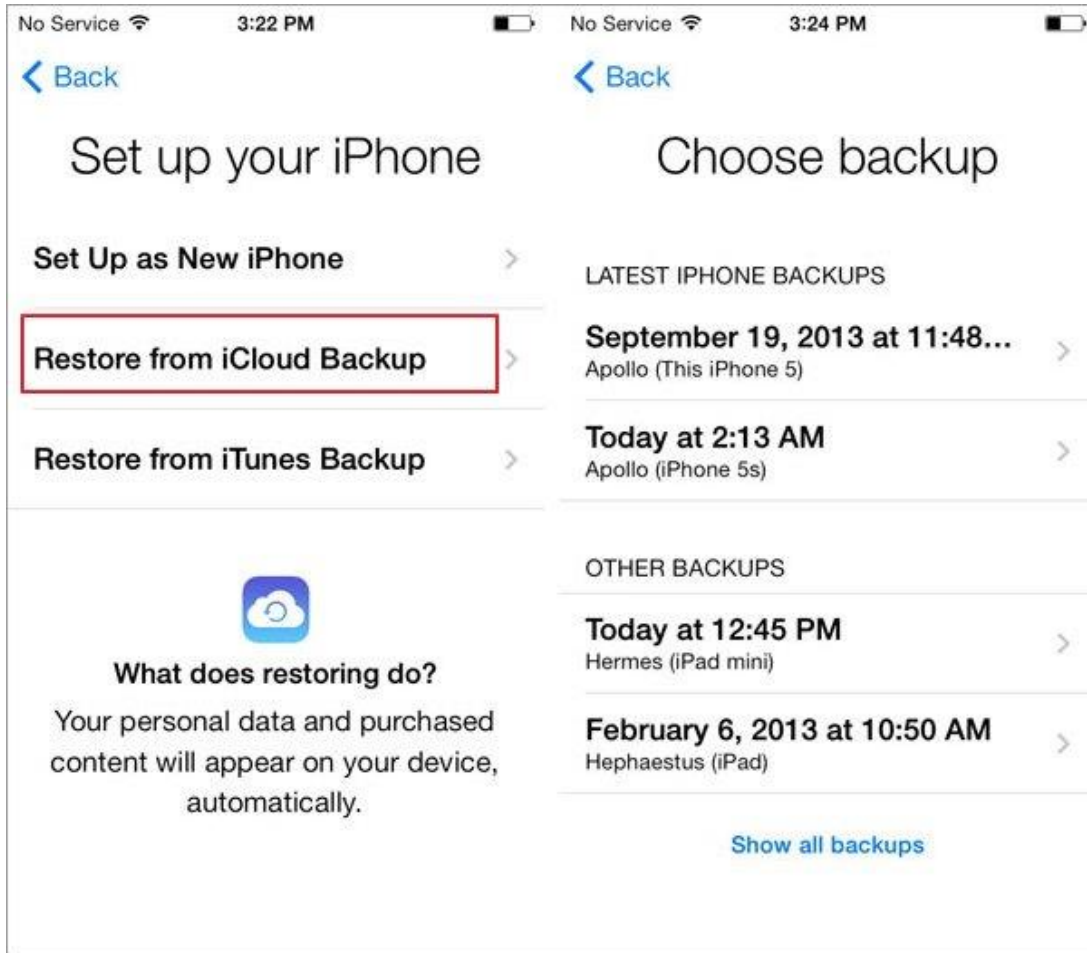 No Service 3:22 PM
Back
Set up your iPhone
Set Up as New iPhone
Restore from iCloud Backup
Restore from iTunes Backup
What does restoring do?
Your personal data and purchased
content will appear on your device,
automatically.
No Service 3:24 PM
Back
Choose backup
LATEST IPHONE BACKUPS
September 19, 2013 at 11:48...
Apollo (This iPhone 5)
Today at 2:13 AM
Apollo (iPhone 5s)
OTHER BACKUPS
Today at 12:45 PM
Hermes (iPad mini)
February 6, 2013 at 10:50 AM
Hephaestus (iPad)
Show all backups